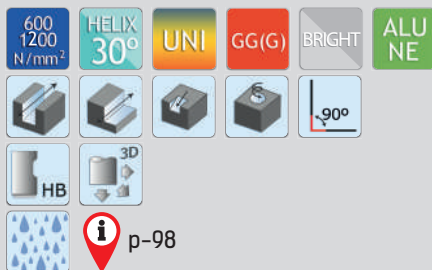 600
1200
N/mm²
HELIX
30°
UNI
GG(G)
BRIGHT
ALU
NE
90°
HB
3D
i
p-98